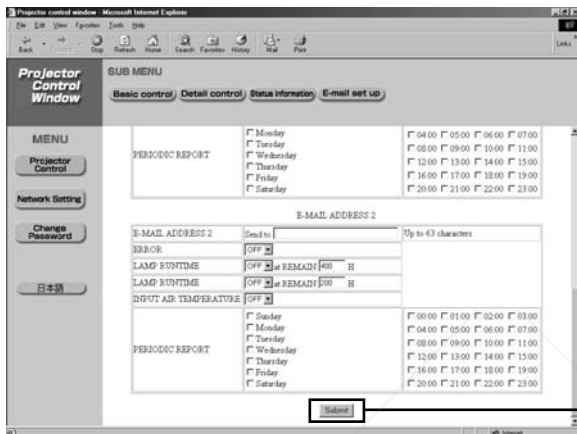 Projector control window - Microsoft Internet Explorer
File Edit View Favorites Tools Help
Back Stop Refresh Home Search Favorites History Mail Print
Links
Projector
Control
Window
SUB MENU
Basic control Detail control Status information E-mail set up
MENU
Projector
Control
Network Setting
Change
Password
日本語
PERIODIC REPORT
Monday
Tuesday
Wednesday
Thursday
Friday
Saturday
04:00 05:00 06:00 07:00
08:00 09:00 10:00 11:00
12:00 13:00 14:00 15:00
16:00 17:00 18:00 19:00
20:00 21:00 22:00 23:00
E-MAIL ADDRESS 2
E-MAIL ADDRESS 2 Send to Up to 63 characters
ERROR OFF
LAMP RUNTIME OFF at REMAIN 400 H
LAMP RUNTIME OFF at REMAIN 200 H
INPUT AIR TEMPERATURE OFF
PERIODIC REPORT
Sunday
Monday
Tuesday
Wednesday
Thursday
Friday
Saturday
00:00 01:00 02:00 03:00
04:00 05:00 06:00 07:00
08:00 09:00 10:00 11:00
12:00 13:00 14:00 15:00
16:00 17:00 18:00 19:00
20:00 21:00 22:00 23:00
Submit